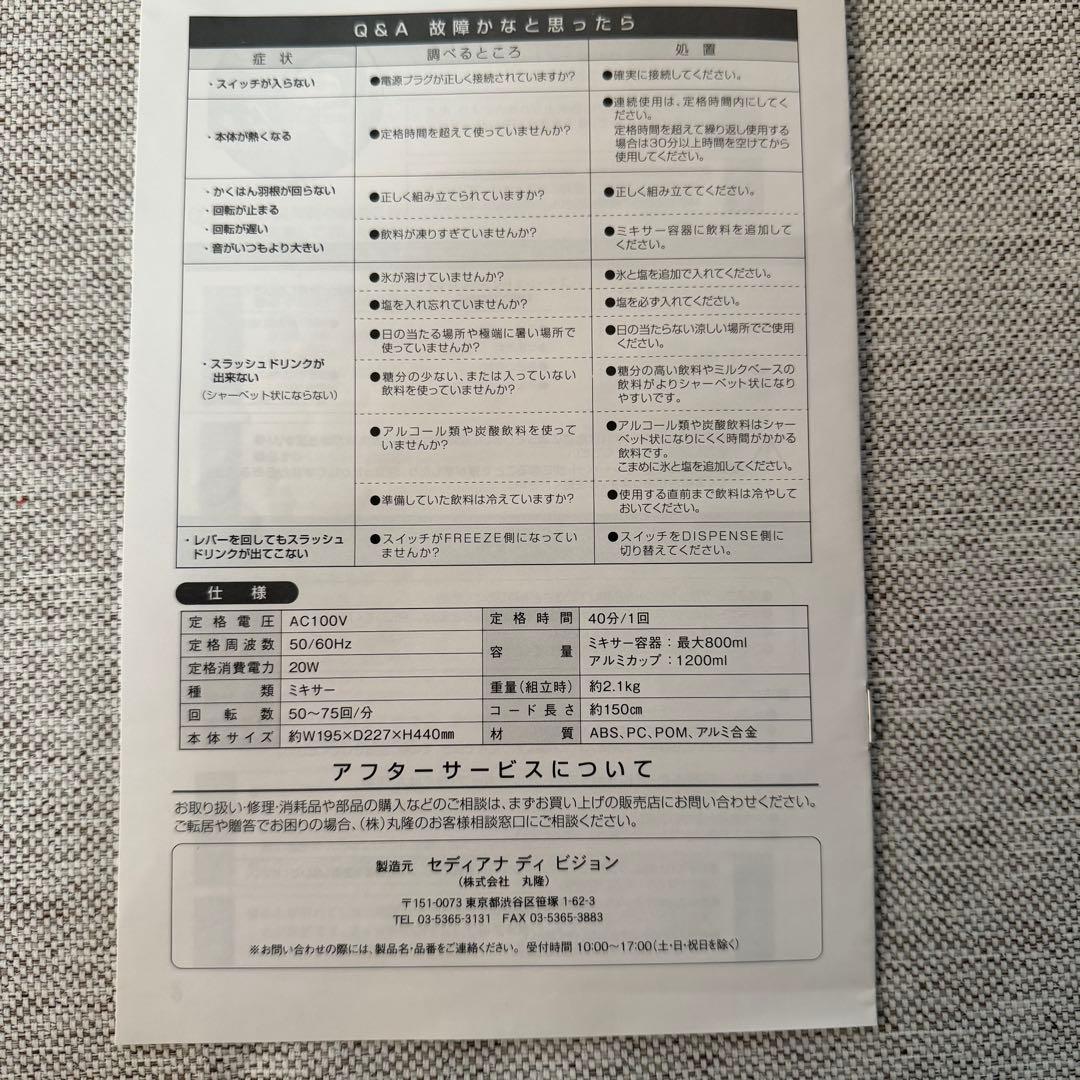 Q&A 故障かなと思ったら
症状 調べるところ 処置
・スイッチが入らない ●電源プラグが正しく接続されていますか? ●確実に接続してください。
・本体が熱くなる ●定格時間を超えて使っていませんか? ●連続使用は、定格時間内にしてく
ださい。
定格時間を超えて繰り返し使用する
場合は30分以上時間を空けてから
使用してください。
・かくはん羽根が回らない
・回転が止まる
・回転が遅い
・音がいつもより大きい
●正しく組み立てられていますか? ●正しく組み立ててください。
●飲料が凍りすぎていませんか? ●ミキサー容器に飲料を追加して
ください。
・スラッシュドリンクが
出来ない
(シャーベット状にならない)
●氷が溶けていませんか? ●氷と塩を追加で入れてください。
●塩を入れ忘れていませんか? ●塩を必ず入れてください。
●日の当たる場所や極端に暑い場所で
使っていませんか?
●日の当たらない涼しい場所でご使用
ください。
●糖分の少ない、または入っていない
飲料を使っていませんか?
●糖分の高い飲料やミルクベースの
飲料がよりシャーベット状になり
やすいです。
●アルコール類や炭酸飲料を使って
いませんか?
●アルコール類や炭酸飲料はシャー
ベット状になりにくく時間がかかる
飲料です。
こまめに氷と塩を追加してください。
●準備していた飲料は冷えていますか? ●使用する直前まで飲料は冷やして
おいてください。
・レバーを回してもスラッシュ
ドリンクが出てこない
●スイッチがFREEZE側になってい
ませんか?
●スイッチをDISPENSE側に
切り替えてください。
仕様
定格電圧 AC100V
定格周波数 50/60Hz
定格消費電力 20W
種類 ミキサー
回転数 50〜75回/分
本体サイズ 約W195×D227×H440mm
定格時間 40分/1回
容量 ミキサー容器:最大800ml
アルミカップ:1200ml
重量(組立時) 約2.1kg
コード長さ 約150cm
材質 ABS、PC、POM、アルミ合金
アフターサービスについて
お取り扱い・修理・消耗品や部品の購入などのご相談は、まずお買い上げの販売店にお問い合わせください。
ご転居や贈答でお困りの場合、(株)丸隆のお客様相談窓口にご相談ください。
製造元 セディアナ ディ ビジョン
(株式会社 丸隆)
〒151-0073 東京都渋谷区笹塚 1-62-3
TEL 03-5365-3131 FAX 03-5365-3883
※お問い合わせの際には、製品名・品番をご連絡ください。受付時間 10:00〜17:00(土・日・祝日を除く)